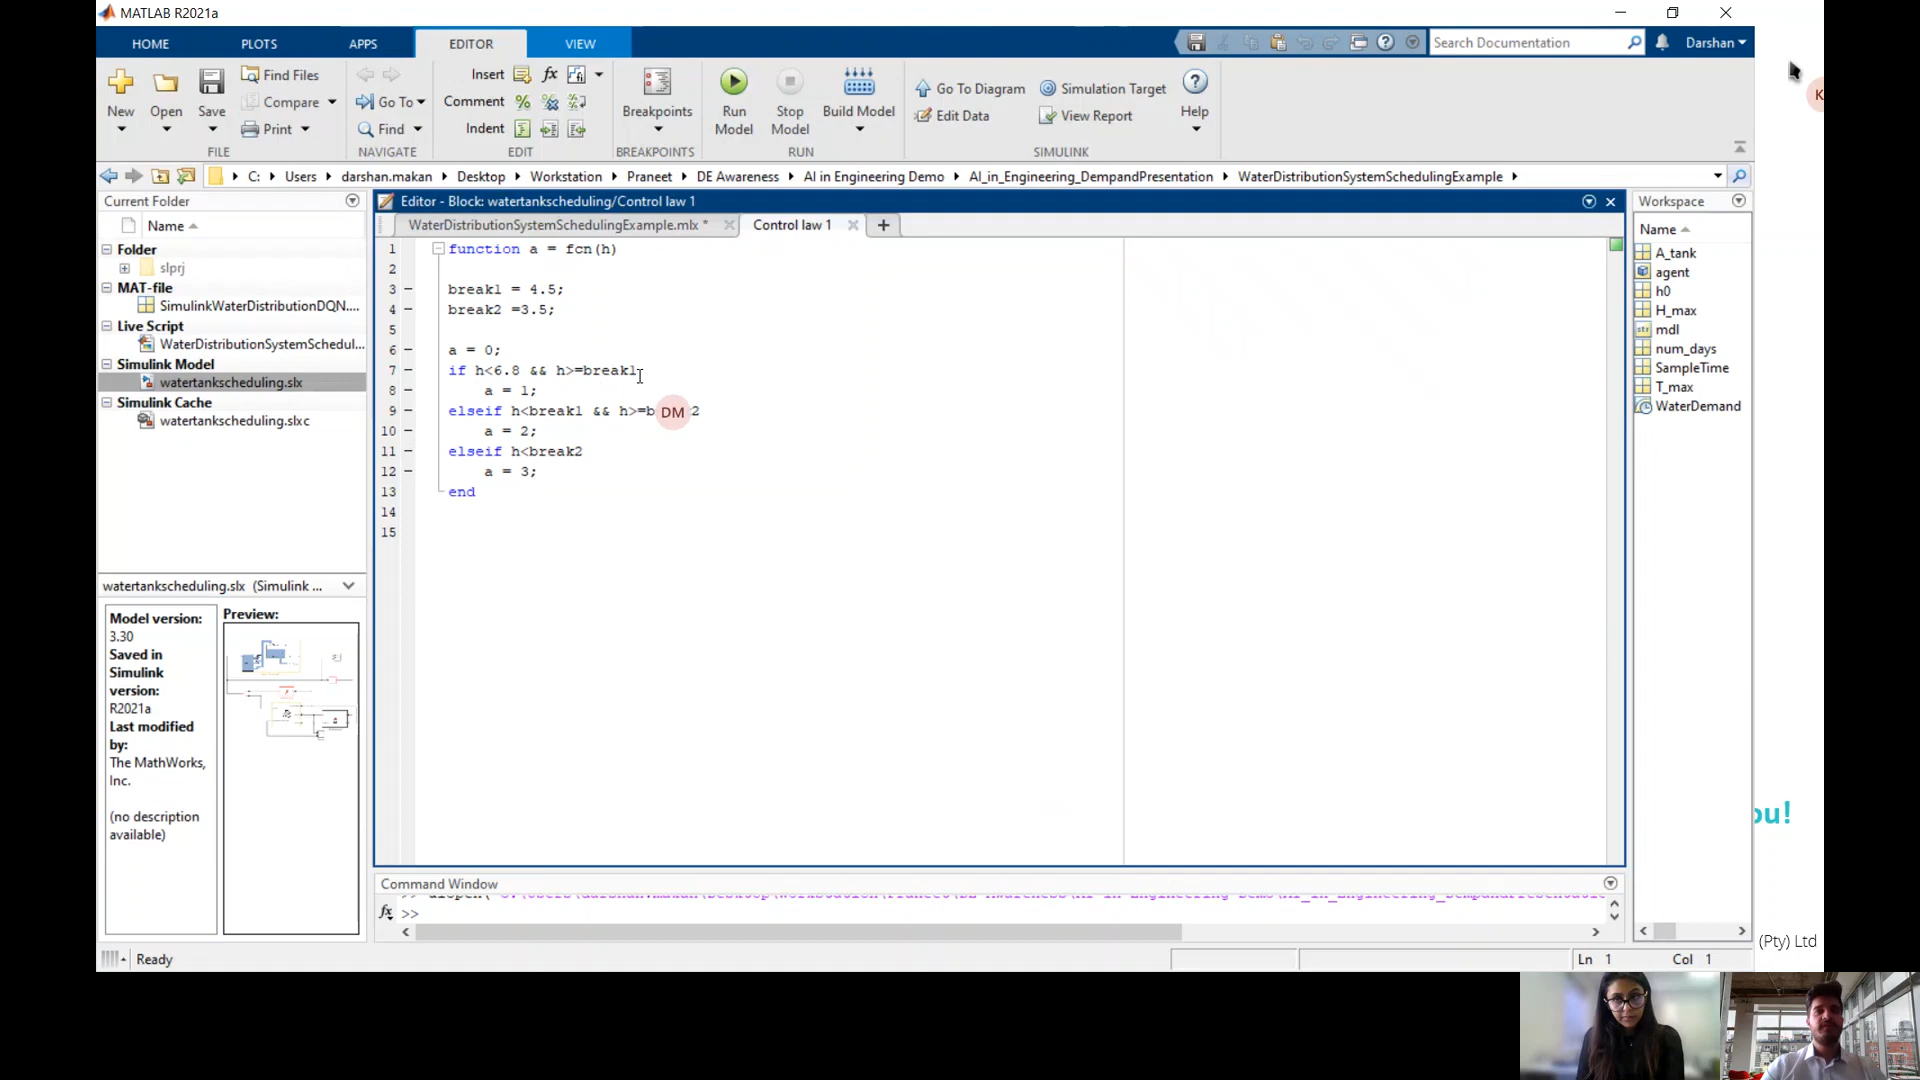 MATLAB R2021a
HOME
PLOTS
APPS
EDITOR
VIEW
Search Documentation
Darshan
New
Open
Save
Find Files
Compare
Print
FILE
Go To
Find
NAVIGATE
Insert
fx
Comment
Indent
EDIT
Breakpoints
BREAKPOINTS
Run
Model
Stop
Model
Build Model
RUN
Go To Diagram
Simulation Target
Edit Data
View Report
SIMULINK
Help
K
C: Users darshan.makan Desktop Workstation Praneet DE Awareness AI in Engineering Demo AI_in_Engineering_DempandPresentation WaterDistributionSystemSchedulingExample
Current Folder
Name
Folder
slprj
MAT-file
SimulinkWaterDistributionDQN....
Live Script
WaterDistributionSystemSchedul...
Simulink Model
watertankscheduling.slx
Simulink Cache
watertankscheduling.slxc
watertankscheduling.slx (Simulink ...
Model version:
3.30
Saved in
Simulink
version:
R2021a
Last modified
by:
The MathWorks,
Inc.
(no description
available)
Preview:
Editor - Block: watertankscheduling/Control law 1
WaterDistributionSystemSchedulingExample.mlx *
Control law 1
1 function a = fcn(h)
2
3 break1 = 4.5;
4 break2 =3.5;
5
6 a = 0;
7 if h<6.8 && h>=break1
8 a = 1;
9 elseif h<break1 && h>=b DM 2
10 a = 2;
11 elseif h<break2
12 a = 3;
13 end
14
15
Command Window
fx >>
Workspace
Name
A_tank
agent
h0
H_max
mdl
num_days
SampleTime
T_max
WaterDemand
Ready
Ln 1 Col 1
ou!
(Pty) Ltd